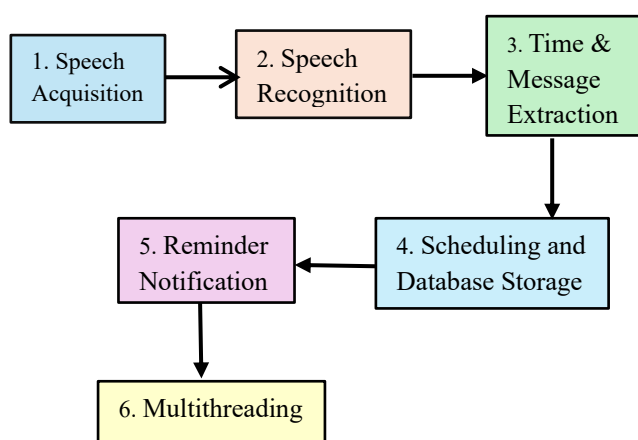 1. Speech
Acquisition
2. Speech
Recognition
3. Time &
Message
Extraction
4. Scheduling and
Database Storage
5. Reminder
Notification
6. Multithreading